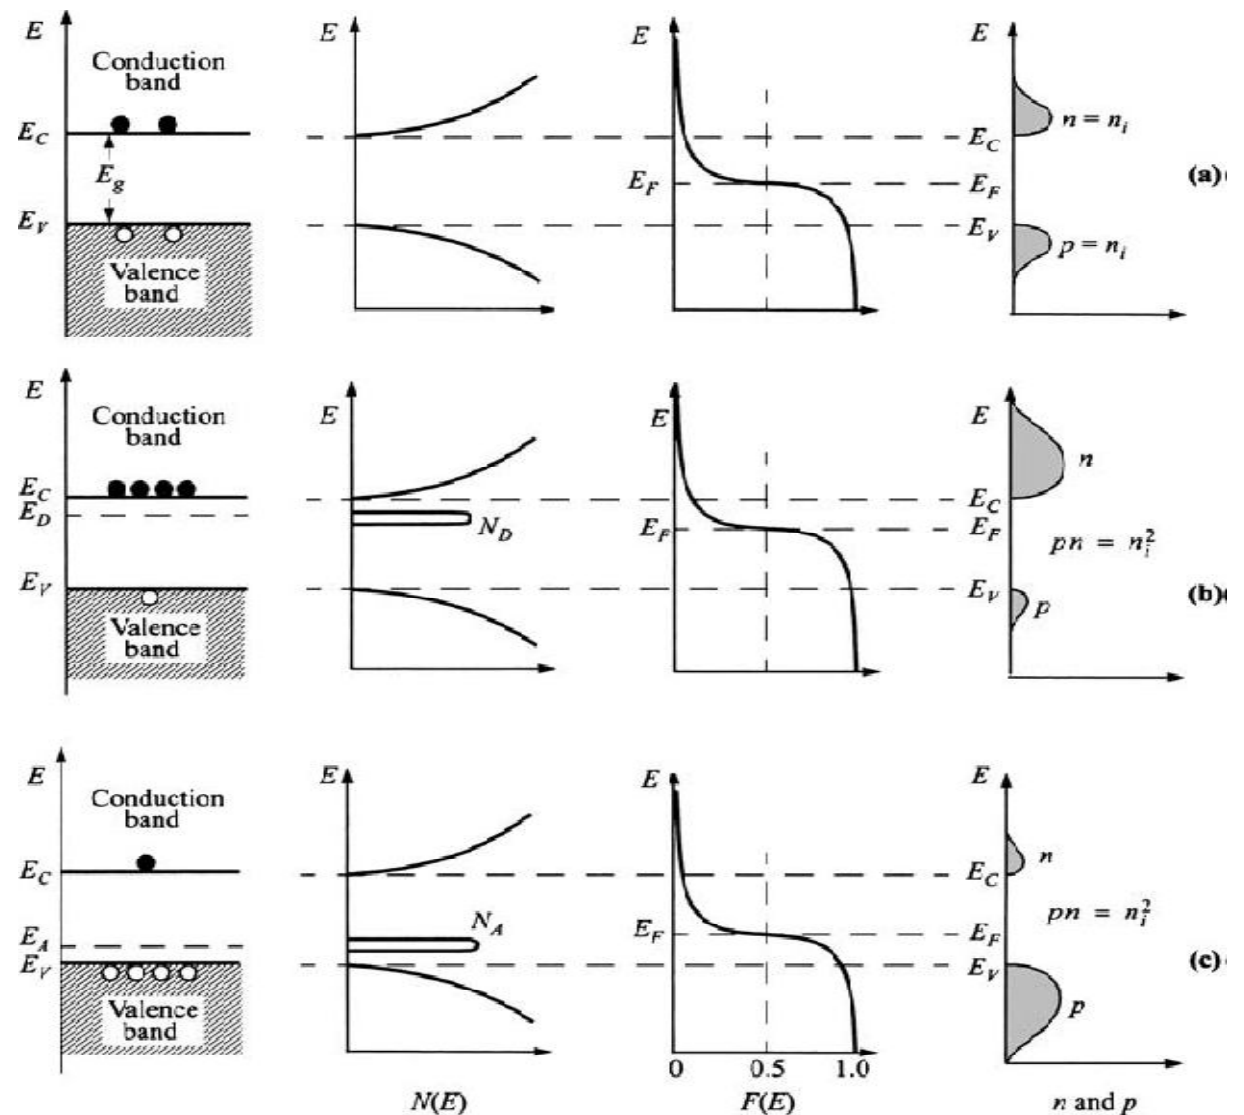 E
Conduction
band
E_C
E_g
E_V
Valence
band
E
E
E_F
E
E_C
E_F
E_V
n = n_i
p = n_i
(a)
E
Conduction
band
E_C
E_D
E_V
Valence
band
E
N_D
E
E_F
E_C
E_F
E_V
n
pn = n_i^2
p
(b)
E
Conduction
band
E_C
E_A
E_V
Valence
band
E
N_A
E
E_F
0 0.5 1.0
E
E_C
E_F
E_V
n
pn = n_i^2
p
(c)
N(E)
F(E)
n and p